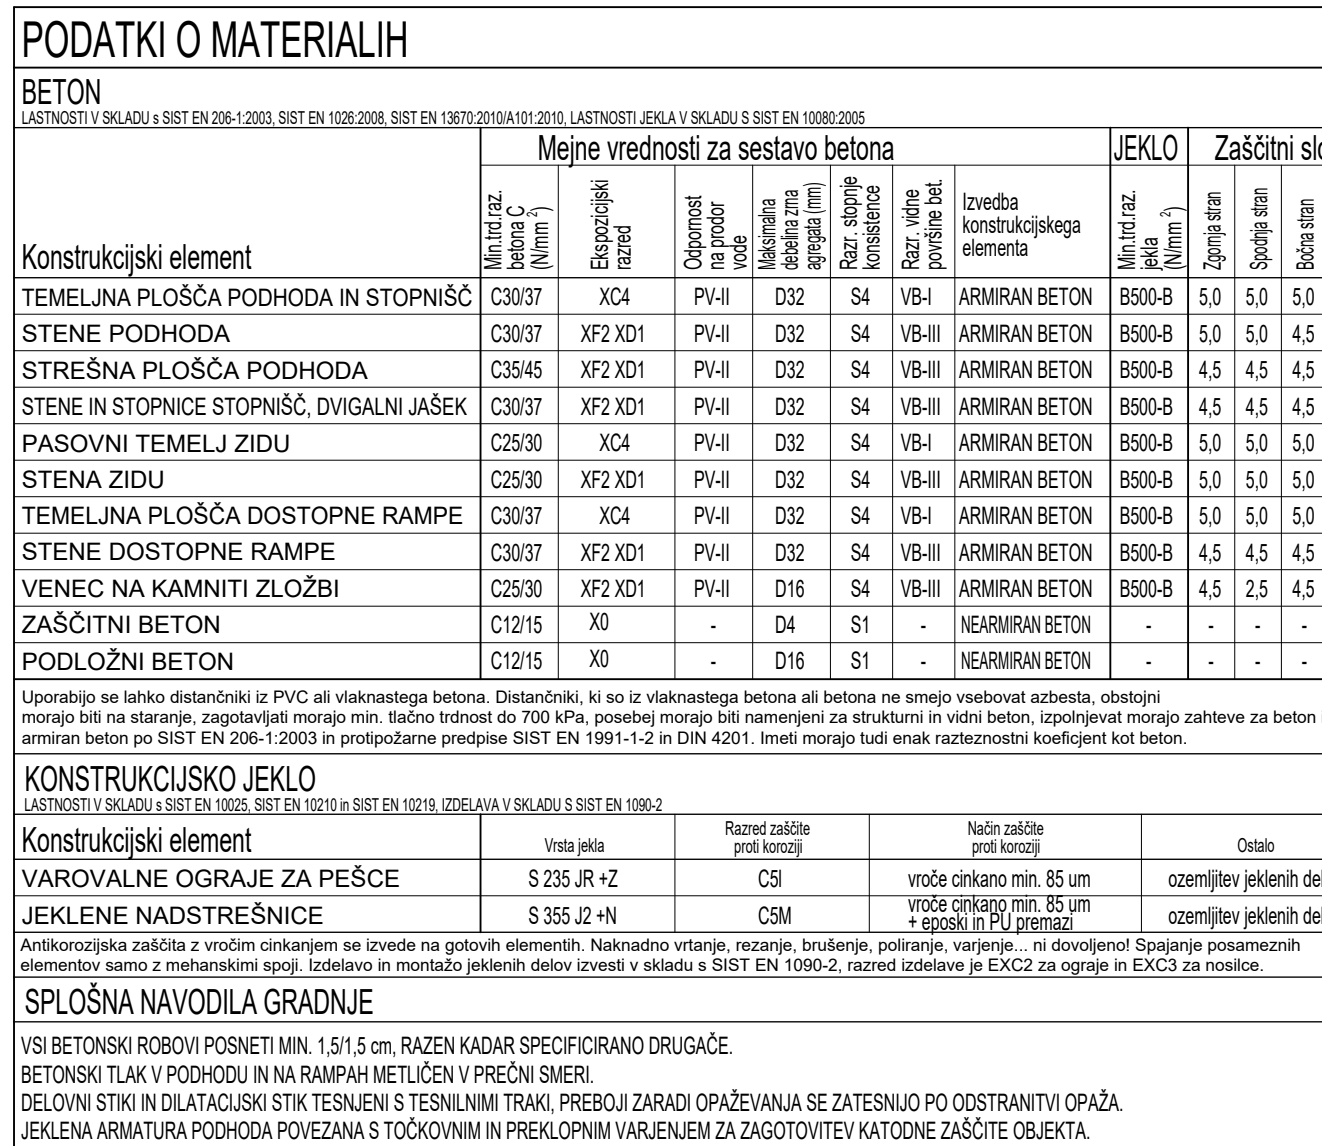 PODATKI O MATERIALIH
BETON
LASTNOSTI V SKLADU s SIST EN 206-1:2003, SIST EN 1026:2008, SIST EN 13670:2010/A101:2010, LASTNOSTI JEKLA V SKLADU S SIST EN 10080:2005
Mejne vrednosti za sestavo betona JEKLO Zaščitni
Konstrukcijski element
Min.trd.raz.
betona C
(N/mm ²)
Ekspozicijski
razred
Odpornost
na prodor
vode
Maksimalna
debelina zrna
agregata (mm)
Razr. stopnje
konsistence
Razr. vidne
površine bet.
Izvedba
konstrukcijskega
elementa
Min.trd.raz.
jekla
(N/mm ²)
Zgornja stran
Spodnja stran
Bočna stran
TEMELJNA PLOŠČA PODHODA IN STOPNIŠČ C30/37 XC4 PV-II D32 S4 VB-I ARMIRAN BETON B500-B 5,0 5,0 5,0
STENE PODHODA C30/37 XF2 XD1 PV-II D32 S4 VB-III ARMIRAN BETON B500-B 5,0 5,0 4,5
STREŠNA PLOŠČA PODHODA C35/45 XF2 XD1 PV-II D32 S4 VB-III ARMIRAN BETON B500-B 4,5 4,5 4,5
STENE IN STOPNICE STOPNIŠČ, DVIGALNI JAŠEK C30/37 XF2 XD1 PV-II D32 S4 VB-III ARMIRAN BETON B500-B 4,5 4,5 4,5
PASOVNI TEMELJ ZIDU C25/30 XC4 PV-II D32 S4 VB-I ARMIRAN BETON B500-B 5,0 5,0 5,0
STENA ZIDU C25/30 XF2 XD1 PV-II D32 S4 VB-III ARMIRAN BETON B500-B 5,0 5,0 5,0
TEMELJNA PLOŠČA DOSTOPNE RAMPE C30/37 XC4 PV-II D32 S4 VB-I ARMIRAN BETON B500-B 5,0 5,0 5,0
STENE DOSTOPNE RAMPE C30/37 XF2 XD1 PV-II D32 S4 VB-III ARMIRAN BETON B500-B 4,5 4,5 4,5
VENEC NA KAMNITI ZLOŽBI C25/30 XF2 XD1 PV-II D16 S4 VB-III ARMIRAN BETON B500-B 4,5 2,5 4,5
ZAŠČITNI BETON C12/15 X0 - D4 S1 - NEARMIRAN BETON - - - -
PODLOŽNI BETON C12/15 X0 - D16 S1 - NEARMIRAN BETON - - - -
Uporabijo se lahko distančniki iz PVC ali vlaknastega betona. Distančniki, ki so iz vlaknastega betona ali betona ne smejo vsebovat azbesta, obstojni
morajo biti na staranje, zagotavljati morajo min. tlačno trdnost do 700 kPa, posebej morajo biti namenjeni za strukturni in vidni beton, izpolnjevat morajo zahteve za beton
armiran beton po SIST EN 206-1:2003 in protipožarne predpise SIST EN 1991-1-2 in DIN 4201. Imeti morajo tudi enak razteznostni koeficjent kot beton.
KONSTRUKCIJSKO JEKLO
LASTNOSTI V SKLADU s SIST EN 10025, SIST EN 10210 in SIST EN 10219, IZDELAVA V SKLADU S SIST EN 1090-2
Konstrukcijski element Vrsta jekla
Razred zaščite
proti koroziji
Način zaščite
proti koroziji
Ostalo
VAROVALNE OGRAJE ZA PEŠCE S 235 JR +Z C5I vroče cinkano min. 85 um ozemljitev jeklenih
JEKLENE NADSTREŠNICE S 355 J2 +N C5M vroče cinkano min. 85 um
+ eposki in PU premazi ozemljitev jeklenih
Antikorozijska zaščita z vročim cinkanjem se izvede na gotovih elementih. Naknadno vrtanje, rezanje, brušenje, poliranje, varjenje... ni dovoljeno! Spajanje posameznih
elementov samo z mehanskimi spoji. Izdelavo in montažo jeklenih delov izvesti v skladu s SIST EN 1090-2, razred izdelave je EXC2 za ograje in EXC3 za nosilce.
SPLOŠNA NAVODILA GRADNJE
VSI BETONSKI ROBOVI POSNETI MIN. 1,5/1,5 cm, RAZEN KADAR SPECIFICIRANO DRUGAČE.
BETONSKI TLAK V PODHODU IN NA RAMPAH METLIČEN V PREČNI SMERI.
DELOVNI STIKI IN DILATACIJSKI STIK TESNJENI S TESNILNIMI TRAKI, PREBOJI ZARADI OPAŽEVANJA SE ZATESNIJO PO ODSTRANITVI OPAŽA.
JEKLENA ARMATURA PODHODA POVEZANA S TOČKOVNIM IN PREKLOPNIM VARJENJEM ZA ZAGOTOVITEV KATODNE ZAŠČITE OBJEKTA.